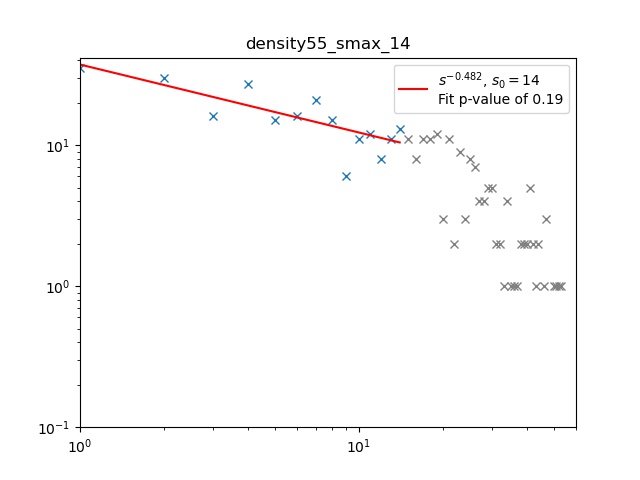 density55_smax_14
$s^{-0.482}$, $s_0 = 14$
Fit p-value of 0.19
$10^1$
$10^0$
$10^{-1}$
$10^0$
$10^1$